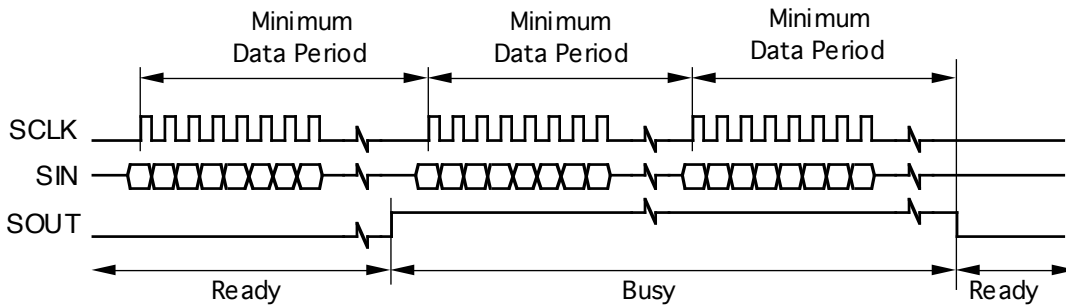 Minimum
Data Period
Minimum
Data Period
Minimum
Data Period
SCLK
SIN
SOUT
Ready
Busy
Ready